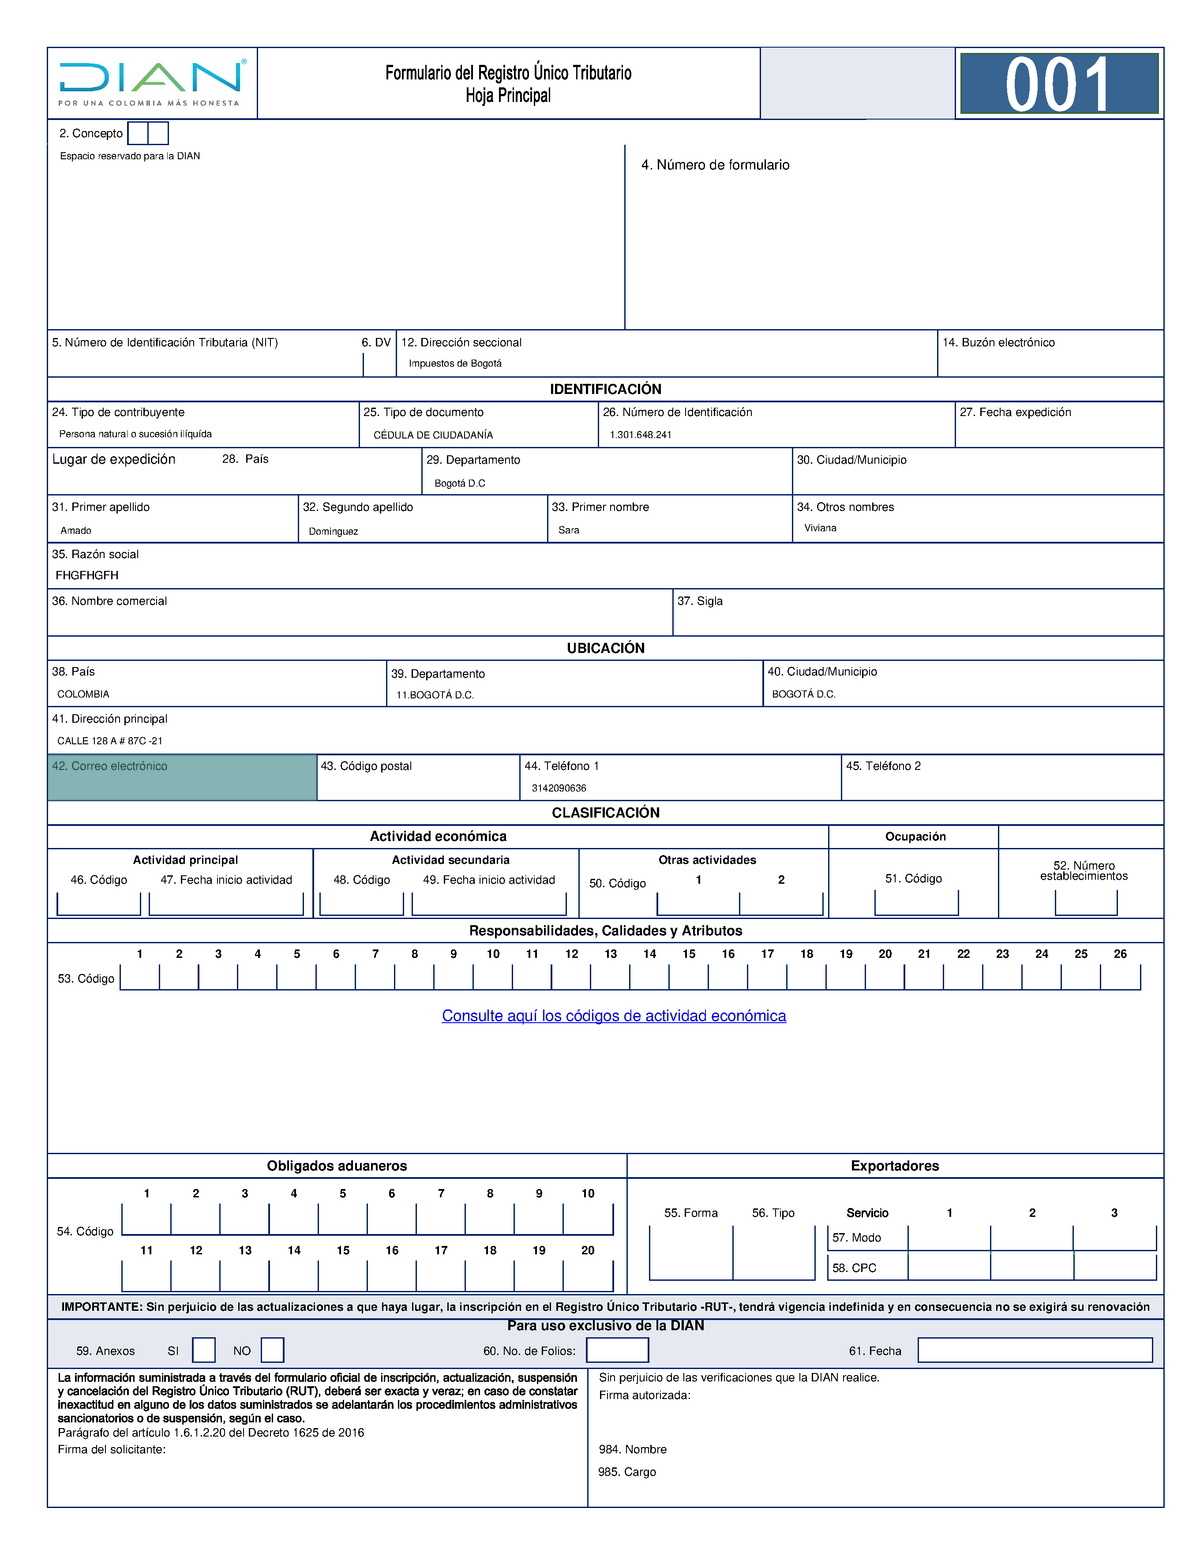 DIAN®
POR UNA COLOMBIA MÁS HONESTA
Formulario del Registro Único Tributario
Hoja Principal
001
2. Concepto
Espacio reservado para la DIAN
4. Número de formulario
5. Número de Identificación Tributaria (NIT) 6. DV 12. Dirección seccional 14. Buzón electrónico
Impuestos de Bogotá
IDENTIFICACIÓN
24. Tipo de contribuyente 25. Tipo de documento 26. Número de Identificación 27. Fecha expedición
Persona natural o sucesión ilíquida CÉDULA DE CIUDADANÍA 1.301.648.241
Lugar de expedición 28. País 29. Departamento 30. Ciudad/Municipio
Bogotá D.C
31. Primer apellido 32. Segundo apellido 33. Primer nombre 34. Otros nombres
Amado Dominguez Sara Viviana
35. Razón social
FHGFHGFH
36. Nombre comercial 37. Sigla
UBICACIÓN
38. País 39. Departamento 40. Ciudad/Municipio
COLOMBIA 11.BOGOTÁ D.C. BOGOTÁ D.C.
41. Dirección principal
CALLE 128 A # 87C -21
42. Correo electrónico 43. Código postal 44. Teléfono 1 45. Teléfono 2
3142090636
CLASIFICACIÓN
Actividad económica Ocupación
Actividad principal Actividad secundaria Otras actividades 52. Número establecimientos
46. Código 47. Fecha inicio actividad 48. Código 49. Fecha inicio actividad 50. Código 1 2 51. Código
Responsabilidades, Calidades y Atributos
1 2 3 4 5 6 7 8 9 10 11 12 13 14 15 16 17 18 19 20 21 22 23 24 25 26
53. Código
Consulte aquí los códigos de actividad económica
Obligados aduaneros Exportadores
1 2 3 4 5 6 7 8 9 10
55. Forma 56. Tipo Servicio 1 2 3
54. Código
57. Modo
11 12 13 14 15 16 17 18 19 20
58. CPC
IMPORTANTE: Sin perjuicio de las actualizaciones a que haya lugar, la inscripción en el Registro Único Tributario -RUT-, tendrá vigencia indefinida y en consecuencia no se exigirá su renovación
Para uso exclusivo de la DIAN
59. Anexos SI NO 60. No. de Folios: 61. Fecha
La información suministrada a través del formulario oficial de inscripción, actualización, suspensión
y cancelación del Registro Único Tributario (RUT), deberá ser exacta y veraz; en caso de constatar
inexactitud en alguno de los datos suministrados se adelantarán los procedimientos administrativos
sancionatorios o de suspensión, según el caso.
Parágrafo del artículo 1.6.1.2.20 del Decreto 1625 de 2016
Firma del solicitante:
Sin perjuicio de las verificaciones que la DIAN realice.
Firma autorizada:
984. Nombre
985. Cargo